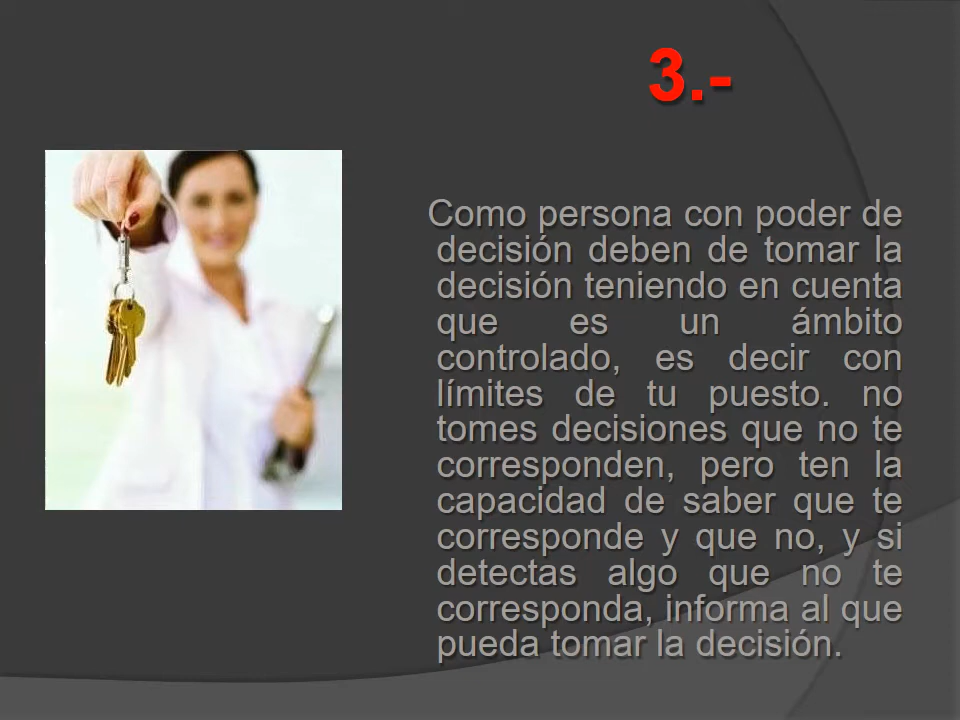 3.-
Como persona con poder de
decisión deben de tomar la
decisión teniendo en cuenta
que es un ámbito
controlado, es decir con
límites de tu puesto. no
tomes decisiones que no te
corresponden, pero ten la
capacidad de saber que te
corresponde y que no, y si
detectas algo que no te
corresponda, informa al que
pueda tomar la decisión.